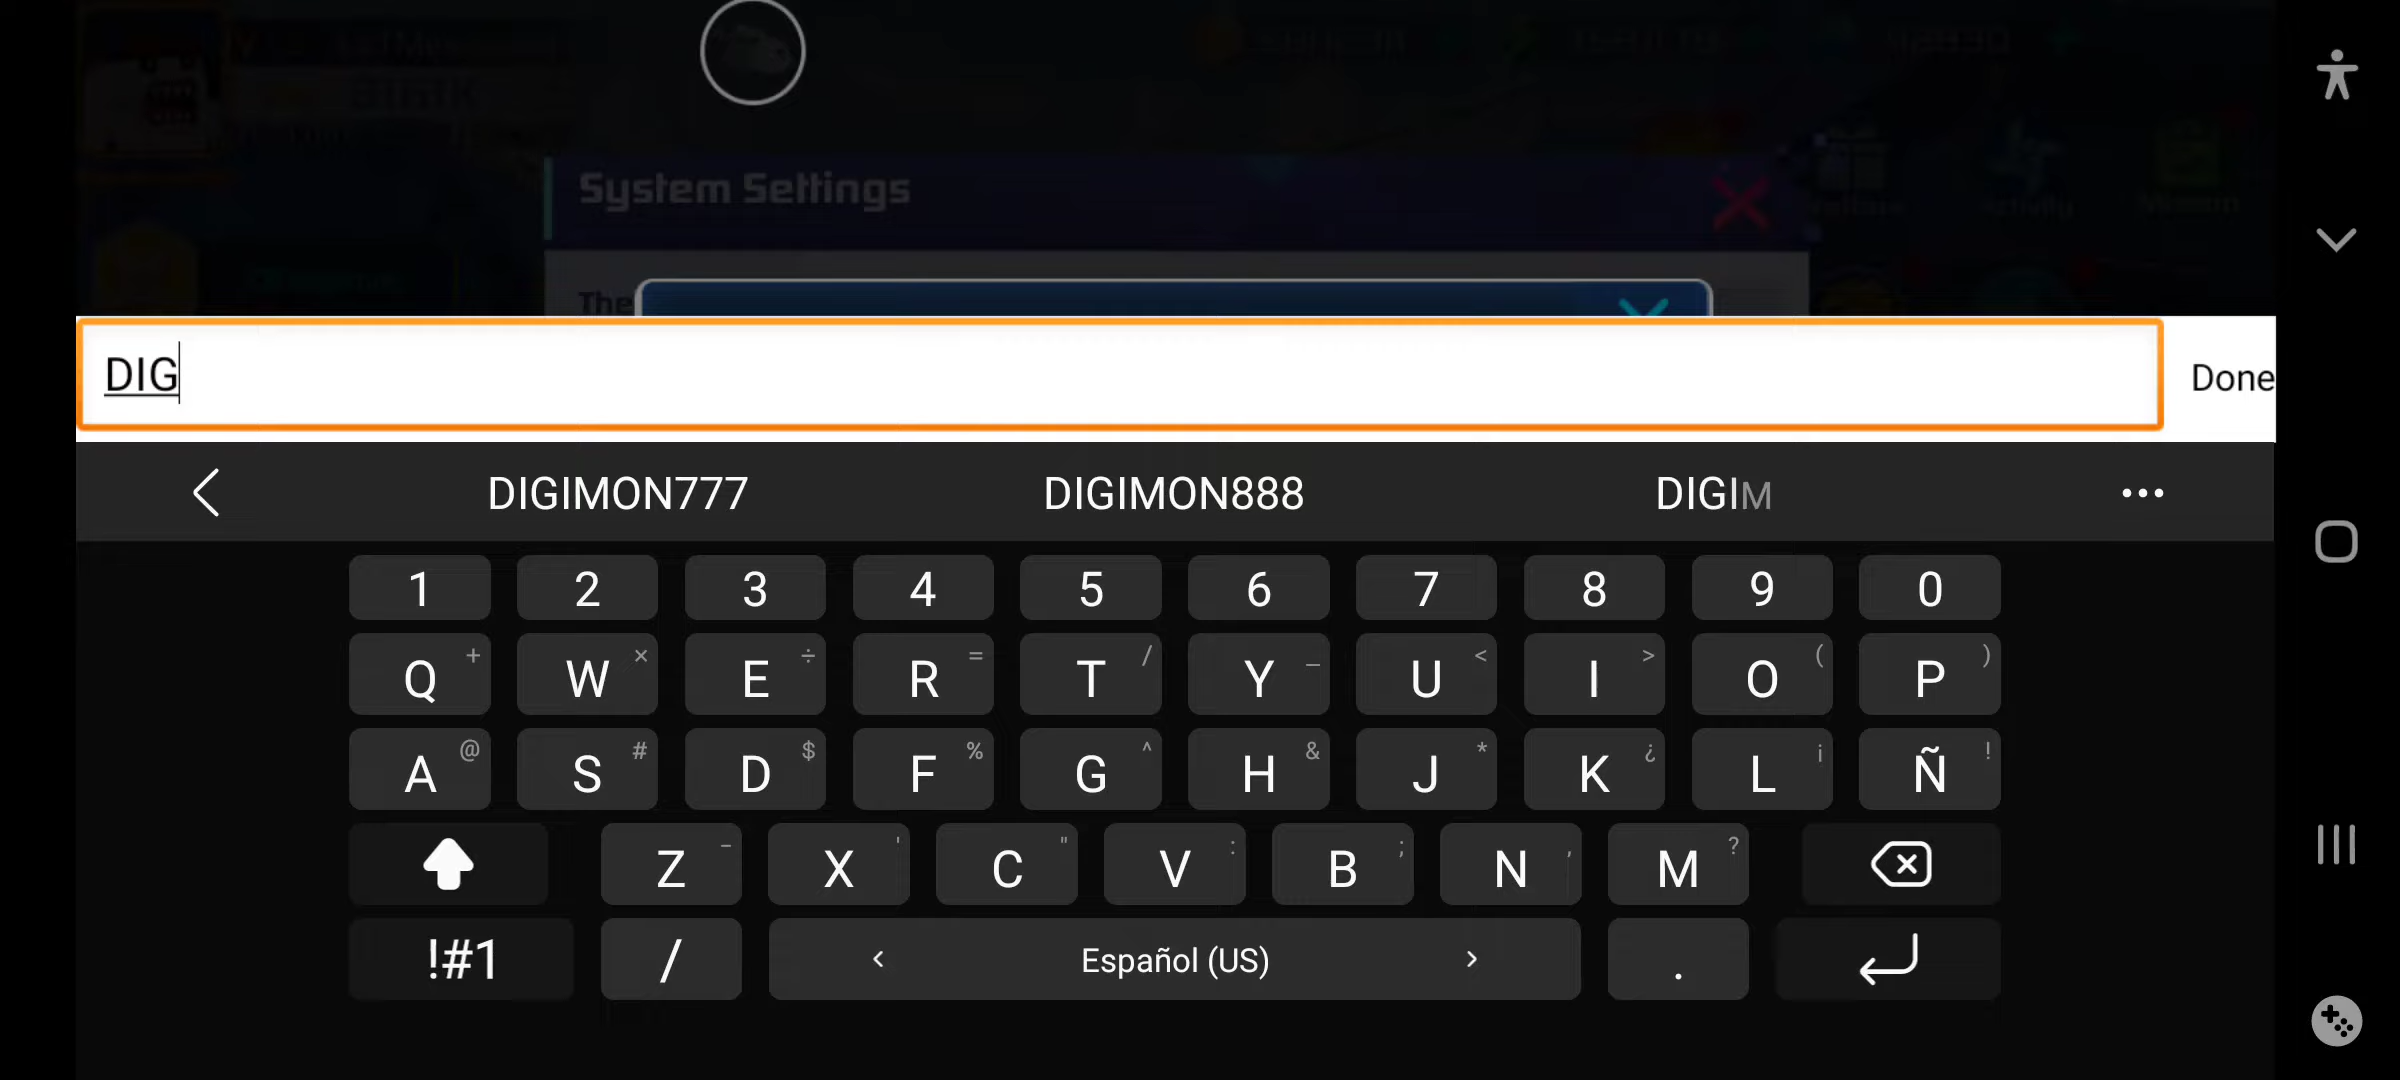 System Settings
The
DIG
Done
DIGIMON777 DIGIMON888 DIGIM
1 2 3 4 5 6 7 8 9 0
Q + W × E ÷ R = T / Y _ U < I > O ( P )
A @ S # D $ F % G ^ H & J * K ¿ L ¡ Ñ !
Z - X ' C " V : B ; N , M ?
!#1 / < Español (US) > .